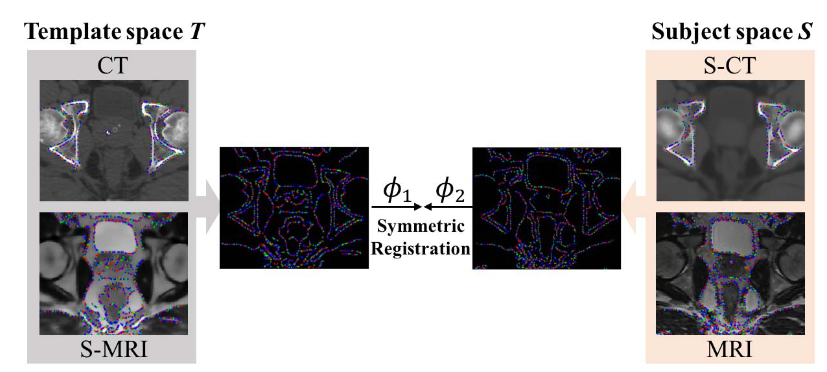 Template space T
Subject space S
CT
S-CT
ϕ1
ϕ2
Symmetric
Registration
S-MRI
MRI